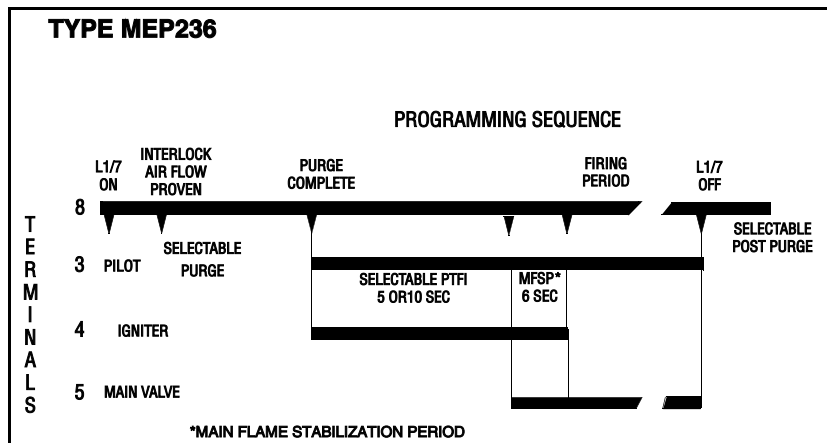 TYPE MEP236
PROGRAMMING SEQUENCE
L1/7
ON
INTERLOCK
AIR FLOW
PROVEN
PURGE
COMPLETE
FIRING
PERIOD
L1/7
OFF
TERMINALS
8
SELECTABLE
PURGE
SELECTABLE
POST PURGE
3 PILOT
SELECTABLE PTFI
5 OR10 SEC
MFSP*
6 SEC
4 IGNITER
5 MAIN VALVE
*MAIN FLAME STABILIZATION PERIOD